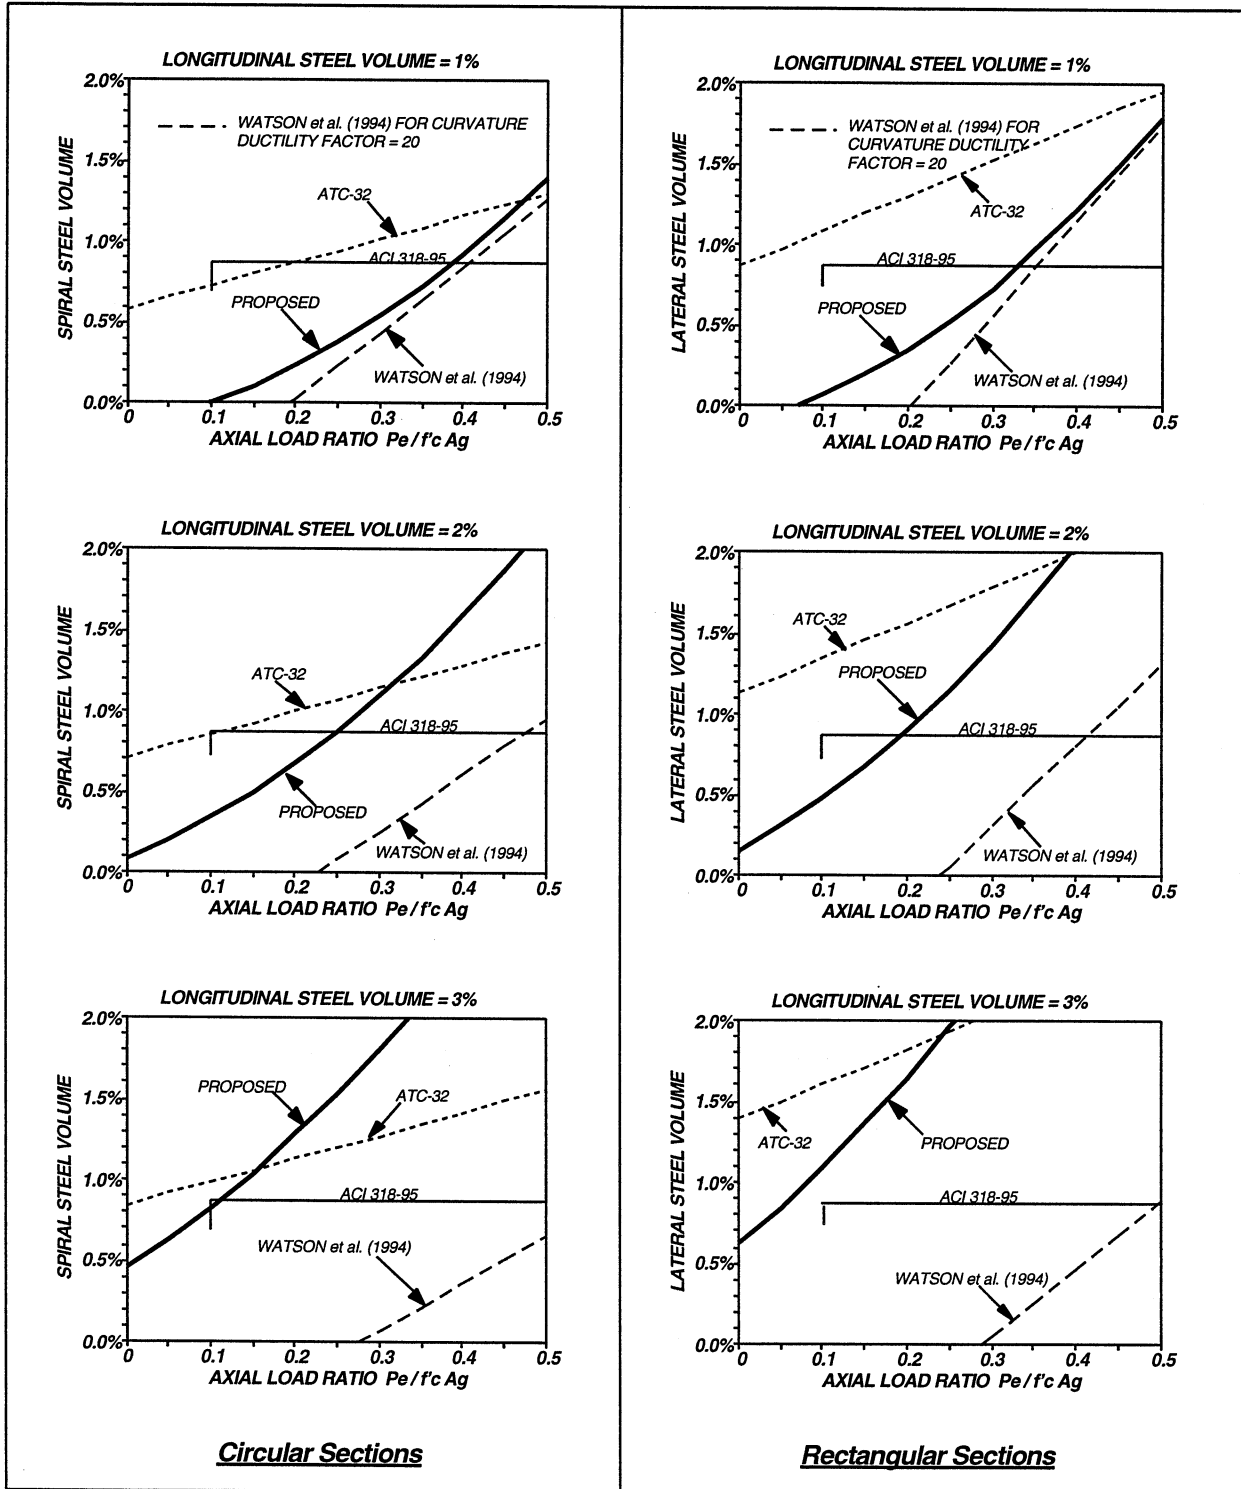 LONGITUDINAL STEEL VOLUME = 1%
2.0%
1.5%
1.0%
0.5%
0.0%
SPIRAL STEEL VOLUME
WATSON et al. (1994) FOR CURVATURE
DUCTILITY FACTOR = 20
ATC-32
ACI 318-95
PROPOSED
WATSON et al. (1994)
0 0.1 0.2 0.3 0.4 0.5
AXIAL LOAD RATIO Pe / f'c Ag
LONGITUDINAL STEEL VOLUME = 2%
2.0%
1.5%
1.0%
0.5%
0.0%
SPIRAL STEEL VOLUME
ATC-32
ACI 318-95
PROPOSED
WATSON et al. (1994)
0 0.1 0.2 0.3 0.4 0.5
AXIAL LOAD RATIO Pe / f'c Ag
LONGITUDINAL STEEL VOLUME = 3%
2.0%
1.5%
1.0%
0.5%
0.0%
SPIRAL STEEL VOLUME
PROPOSED
ATC-32
ACI 318-95
WATSON et al. (1994)
0 0.1 0.2 0.3 0.4 0.5
AXIAL LOAD RATIO Pe / f'c Ag
Circular Sections
LONGITUDINAL STEEL VOLUME = 1%
2.0%
1.5%
1.0%
0.5%
0.0%
LATERAL STEEL VOLUME
WATSON et al. (1994) FOR
CURVATURE DUCTILITY
FACTOR = 20
ATC-32
ACI 318-95
PROPOSED
WATSON et al. (1994)
0 0.1 0.2 0.3 0.4 0.5
AXIAL LOAD RATIO Pe / f'c Ag
LONGITUDINAL STEEL VOLUME = 2%
2.0%
1.5%
1.0%
0.5%
0.0%
LATERAL STEEL VOLUME
ATC-32
PROPOSED
ACI 318-95
WATSON et al. (1994)
0 0.1 0.2 0.3 0.4 0.5
AXIAL LOAD RATIO Pe / f'c Ag
LONGITUDINAL STEEL VOLUME = 3%
2.0%
1.5%
1.0%
0.5%
0.0%
LATERAL STEEL VOLUME
ATC-32
PROPOSED
ACI 318-95
WATSON et al. (1994)
0 0.1 0.2 0.3 0.4 0.5
AXIAL LOAD RATIO Pe / f'c Ag
Rectangular Sections